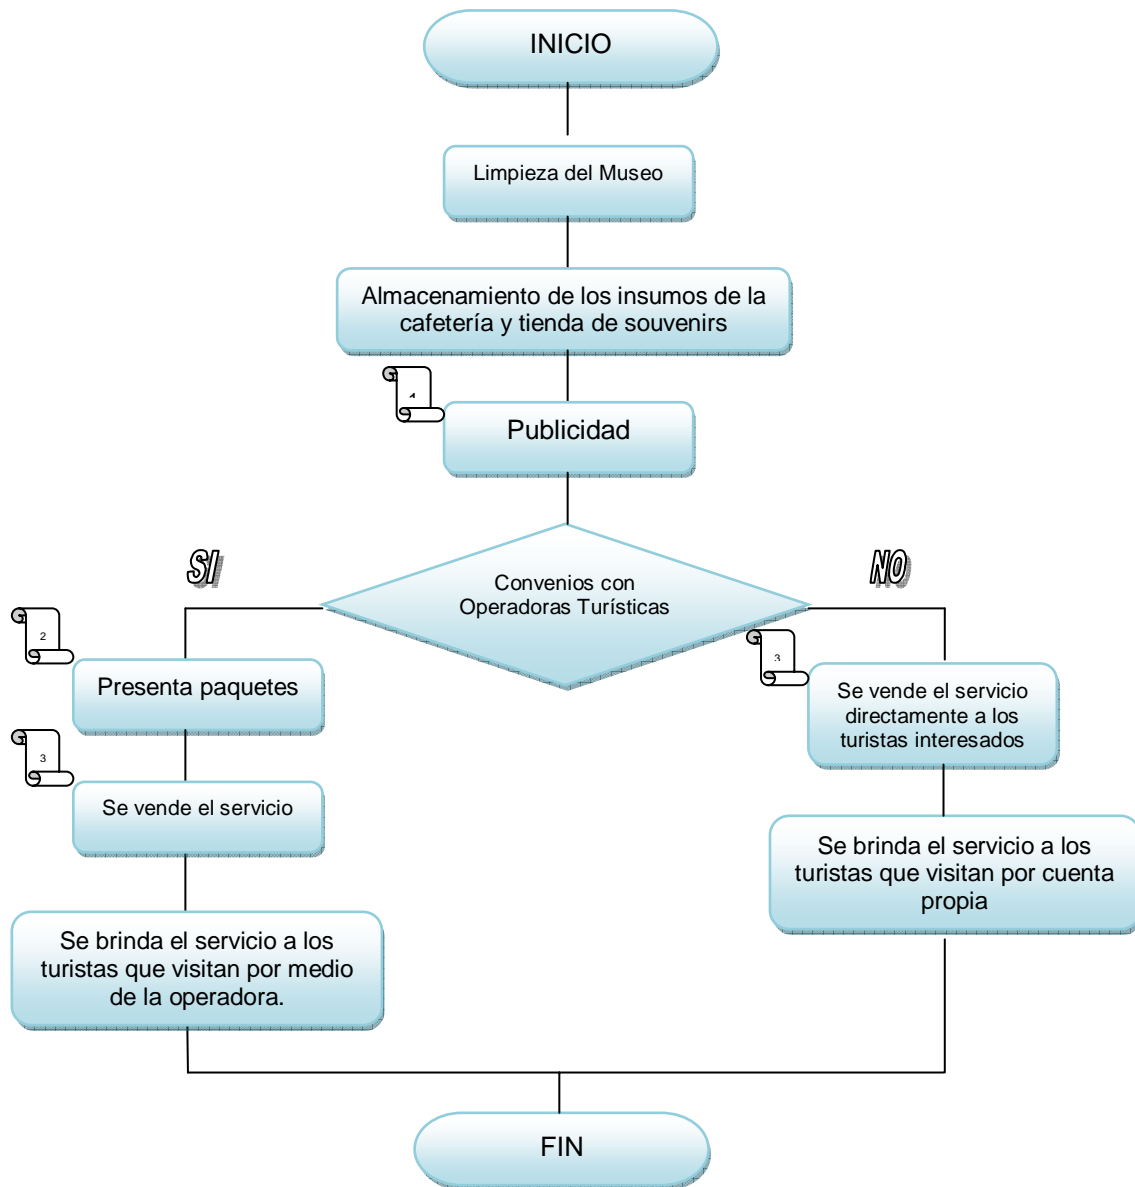 INICIO
Limpieza del Museo
Almacenamiento de los insumos de la
cafetería y tienda de souvenirs
Publicidad
SI
NO
Convenios con
Operadoras Turísticas
2
3
Presenta paquetes
Se vende el servicio
directamente a los
turistas interesados
3
Se vende el servicio
Se brinda el servicio a los
turistas que visitan por cuenta
propia
Se brinda el servicio a los
turistas que visitan por medio
de la operadora.
FIN